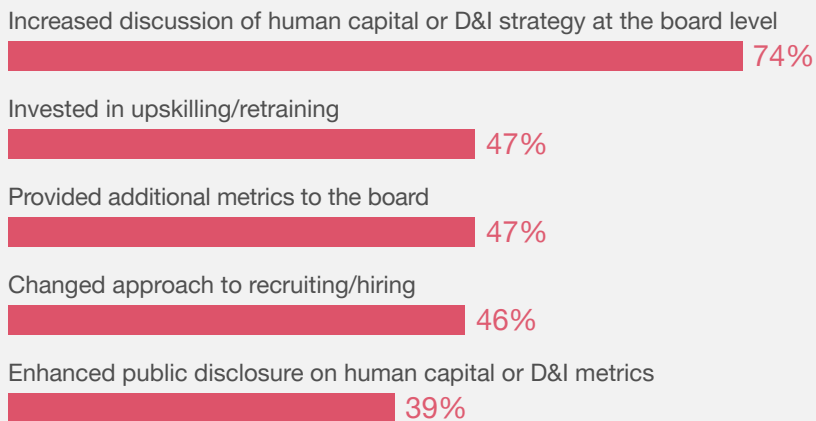 Increased discussion of human capital or D&I strategy at the board level
74%
Invested in upskilling/retraining
47%
Provided additional metrics to the board
47%
Changed approach to recruiting/hiring
46%
Enhanced public disclosure on human capital or D&I metrics
39%